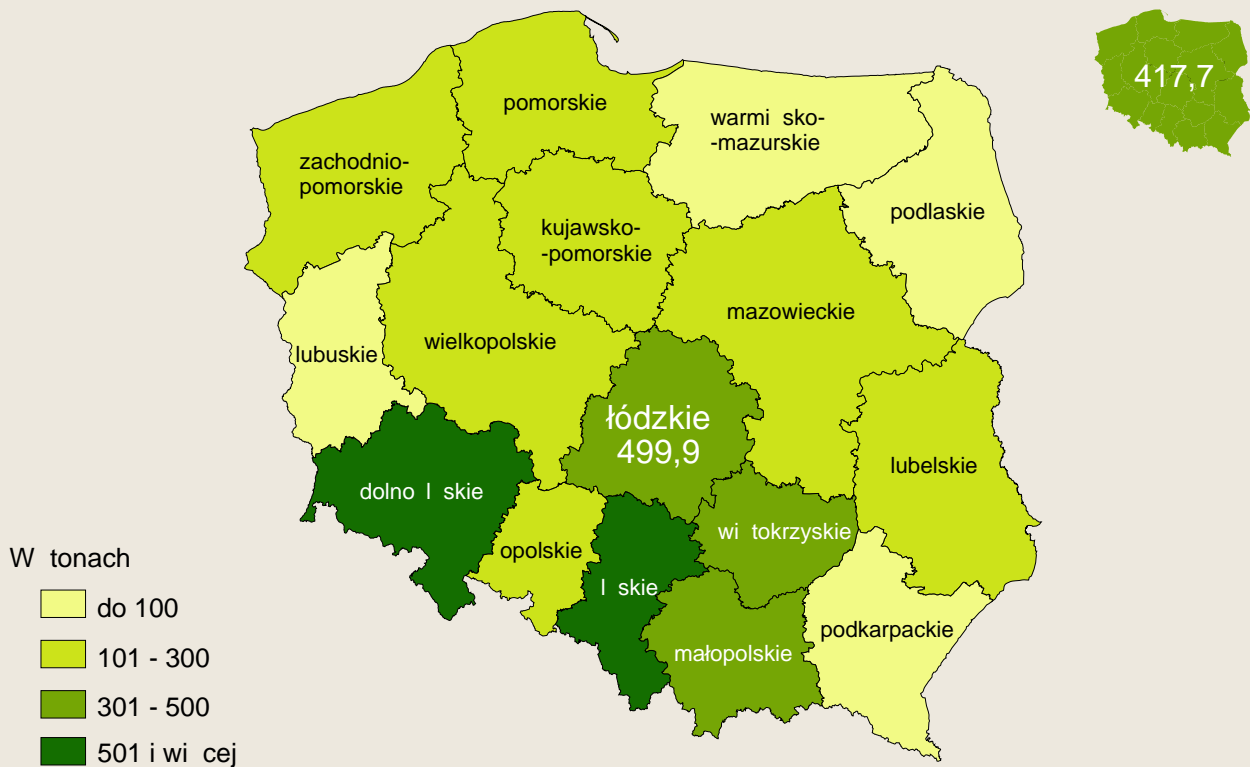 417,7
pomorskie
warmi sko-
-mazurskie
zachodnio-
pomorskie
podlaskie
kujawsko-
-pomorskie
mazowieckie
wielkopolskie
lubuskie
łódzkie
499,9
lubelskie
dolno l skie
wi tokrzyskie
opolskie
l skie
podkarpackie
małopolskie
W tonach
do 100
101 - 300
301 - 500
501 i wi cej